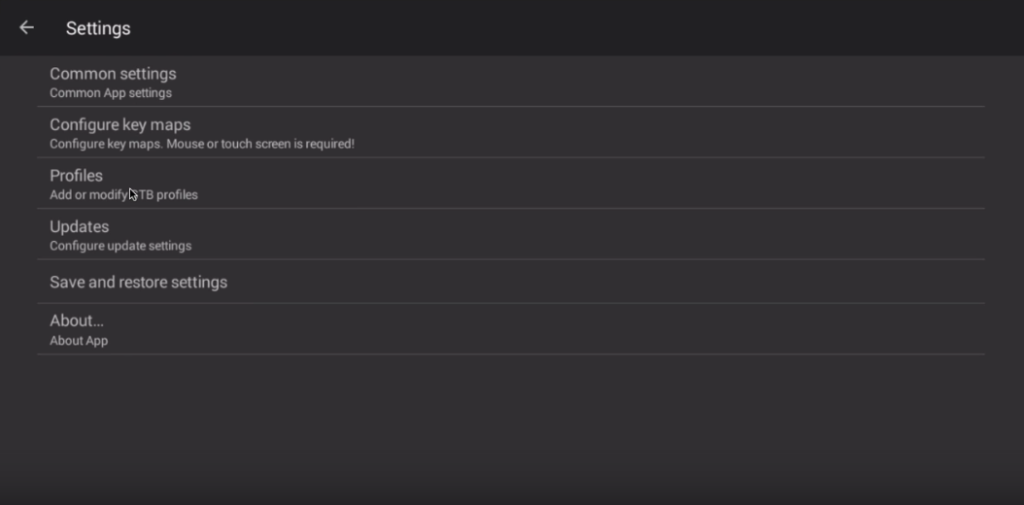 Settings
Common settings
Common App settings
Configure key maps
Configure key maps. Mouse or touch screen is required!
Profiles
Add or modify STB profiles
Updates
Configure update settings
Save and restore settings
About...
About App